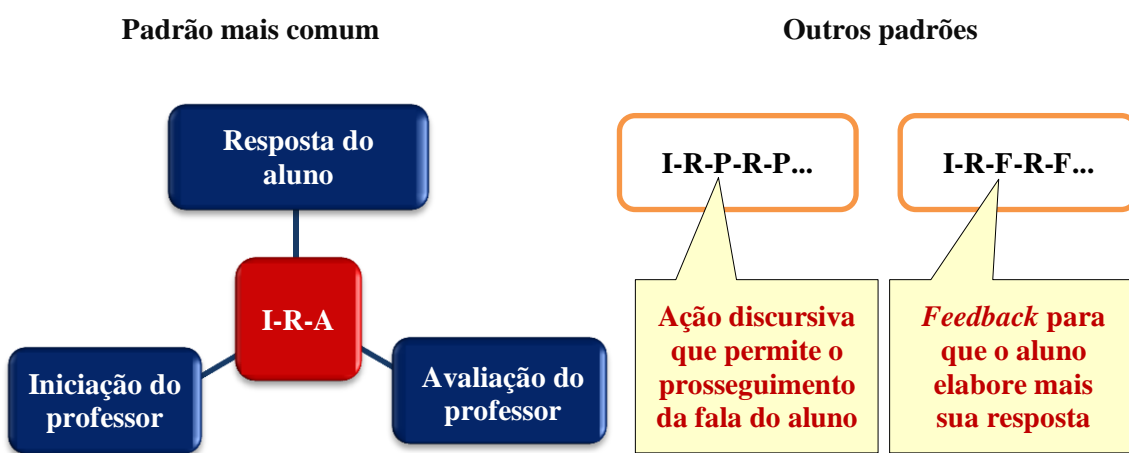 Padrão mais comum
Resposta do
aluno
I-R-A
Iniciação do
professor
Avaliação do
professor
Outros padrões
I-R-P-R-P...
Ação discursiva
que permite o
prosseguimento
da fala do aluno
I-R-F-R-F...
Feedback para
que o aluno
elabore mais
sua resposta